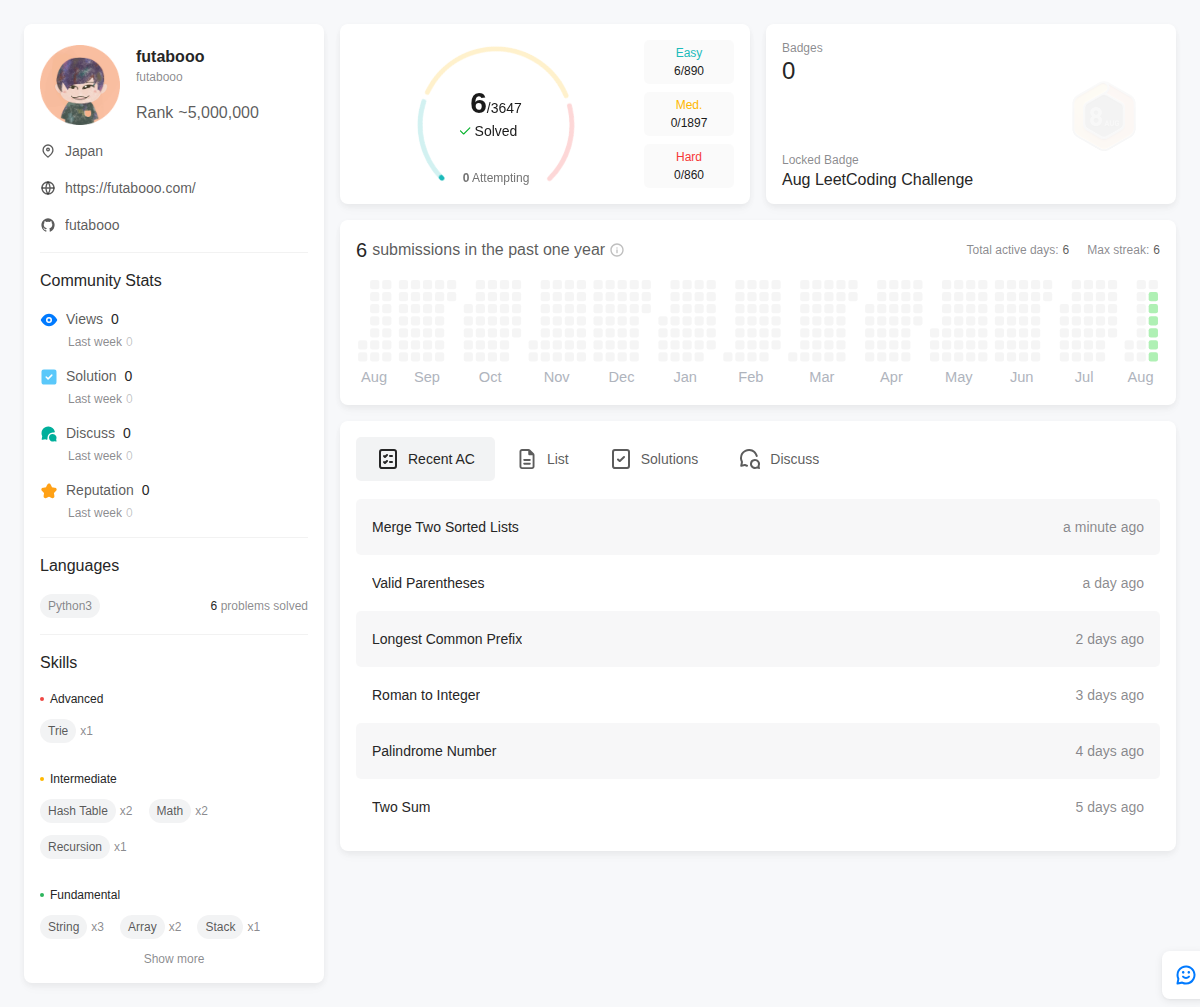 futabooo
futabooo
Rank ~5,000,000
Japan
https://futabooo.com/
futabooo
Community Stats
Views 0
Last week 0
Solution 0
Last week 0
Discuss 0
Last week 0
Reputation 0
Last week 0
Languages
Python3 6 problems solved
Skills
Advanced
Trie x1
Intermediate
Hash Table x2 Math x2
Recursion x1
Fundamental
String x3 Array x2 Stack x1
Show more
6/3647
Solved
0 Attempting
Easy
6/890
Med.
0/1897
Hard
0/860
Badges
0
8
Locked Badge
Aug LeetCoding Challenge
6 submissions in the past one year
Total active days: 6 Max streak: 6
Aug Sep Oct Nov Dec Jan Feb Mar Apr May Jun Jul Aug
Recent AC List Solutions Discuss
Merge Two Sorted Lists a minute ago
Valid Parentheses a day ago
Longest Common Prefix 2 days ago
Roman to Integer 3 days ago
Palindrome Number 4 days ago
Two Sum 5 days ago